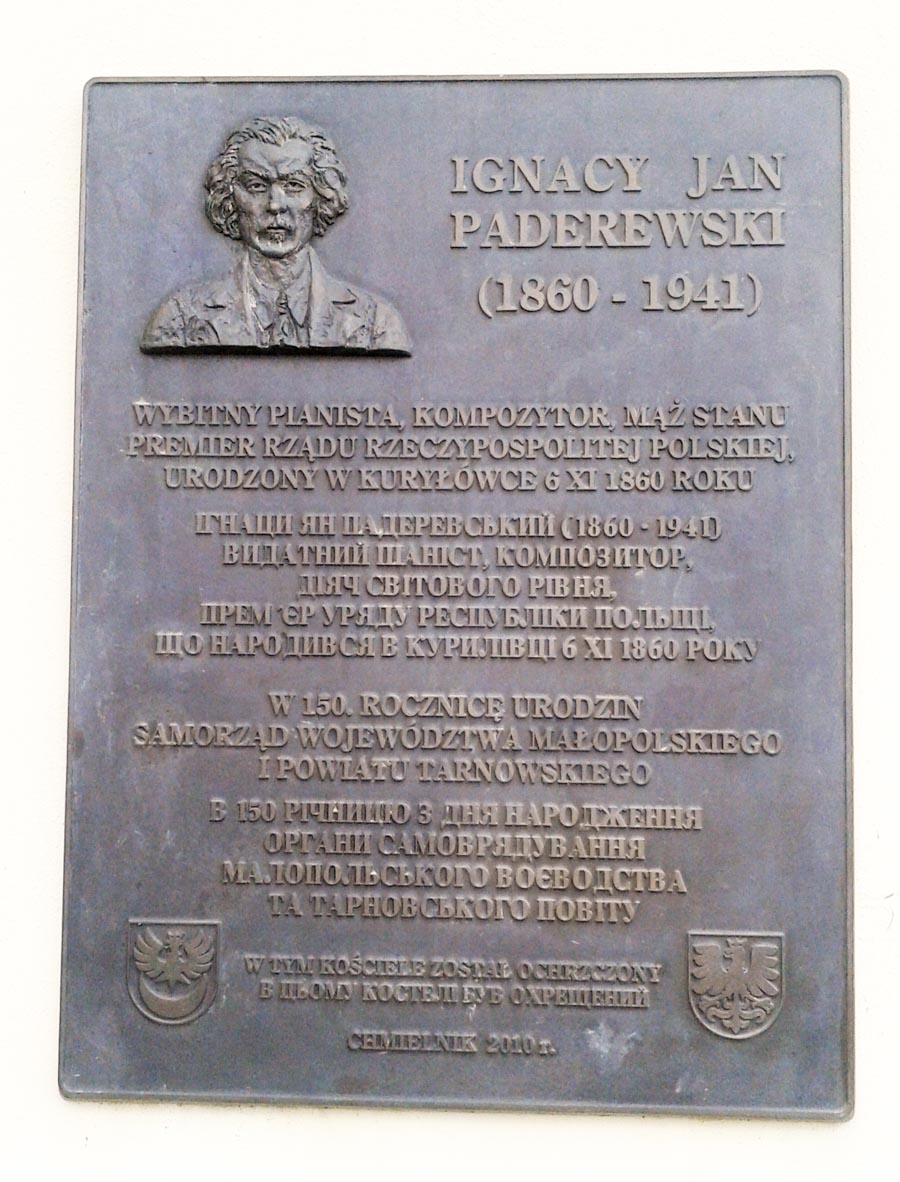 IGNACY JAN
PADEREWSKI
(1860 - 1941)
WYBITNY PIANISTA, KOMPOZYTOR, MĄŻ STANU
PREMIER RZĄDU RZECZYPOSPOLITEJ POLSKIEJ,
URODZONY W KURYŁÓWCE 6 XI 1860 ROKU
ІГНАЦИ ЯН ПАДЕРЕВСЬКИЙ (1860 - 1941)
ВИДАТНИЙ ПІАНІСТ, КОМПОЗИТОР,
ДІЯЧ СВІТОВОГО РІВНЯ,
ПРЕМ'ЄР УРЯДУ РЕСПУБЛІКИ ПОЛЬЩІ,
ЩО НАРОДИВСЯ В КУРИЛІВЦІ 6 XI 1860 РОКУ
W 150. ROCZNICĘ URODZIN
SAMORZĄD WOJEWÓDZTWA MAŁOPOLSKIEGO
I POWIATU TARNOWSKIEGO
В 150 РІЧНИЦЮ З ДНЯ НАРОДЖЕННЯ
ОРГАНИ САМОВРЯДУВАННЯ
МАЛОПОЛЬСЬКОГО ВОЄВОДСТВА
ТА ТАРНОВСЬКОГО ПОВІТУ
W TYM KOŚCIELE ZOSTAŁ OCHRZCZONY
В ЦЬОМУ КОСТЕЛІ БУВ ОХРЕЩЕНИЙ
CHMIELNIK 2010 r.